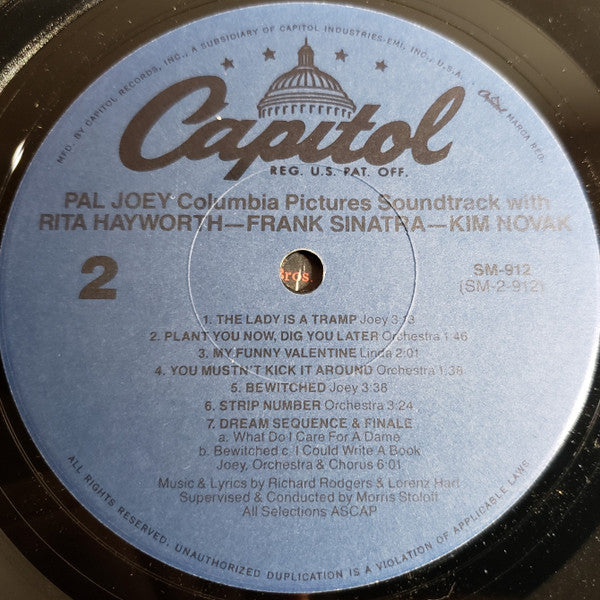 MFD. BY CAPITOL RECORDS, INC., A SUBSIDIARY OF CAPITOL INDUSTRIES-EMI, INC., U.S.A.
Capitol MARCA REG.
Capitol
REG. U.S. PAT. OFF.
PAL JOEY Columbia Pictures Soundtrack with
RITA HAYWORTH—FRANK SINATRA—KIM NOVAK
2
SM-912
(SM-2-912)
Bros.
1. THE LADY IS A TRAMP Joey 3:13
2. PLANT YOU NOW, DIG YOU LATER Orchestra 1:46
3. MY FUNNY VALENTINE Linda 2:01
4. YOU MUSTN'T KICK IT AROUND Orchestra 1:38
5. BEWITCHED Joey 3:38
6. STRIP NUMBER Orchestra 3:24
7. DREAM SEQUENCE & FINALE
a. What Do I Care For A Dame
b. Bewitched c. I Could Write A Book
Joey, Orchestra & Chorus 6:01
Music & Lyrics by Richard Rodgers & Lorenz Hart
Supervised & Conducted by Morris Stoloff
All Selections ASCAP
ALL RIGHTS RESERVED. UNAUTHORIZED DUPLICATION IS A VIOLATION OF APPLICABLE LAWS